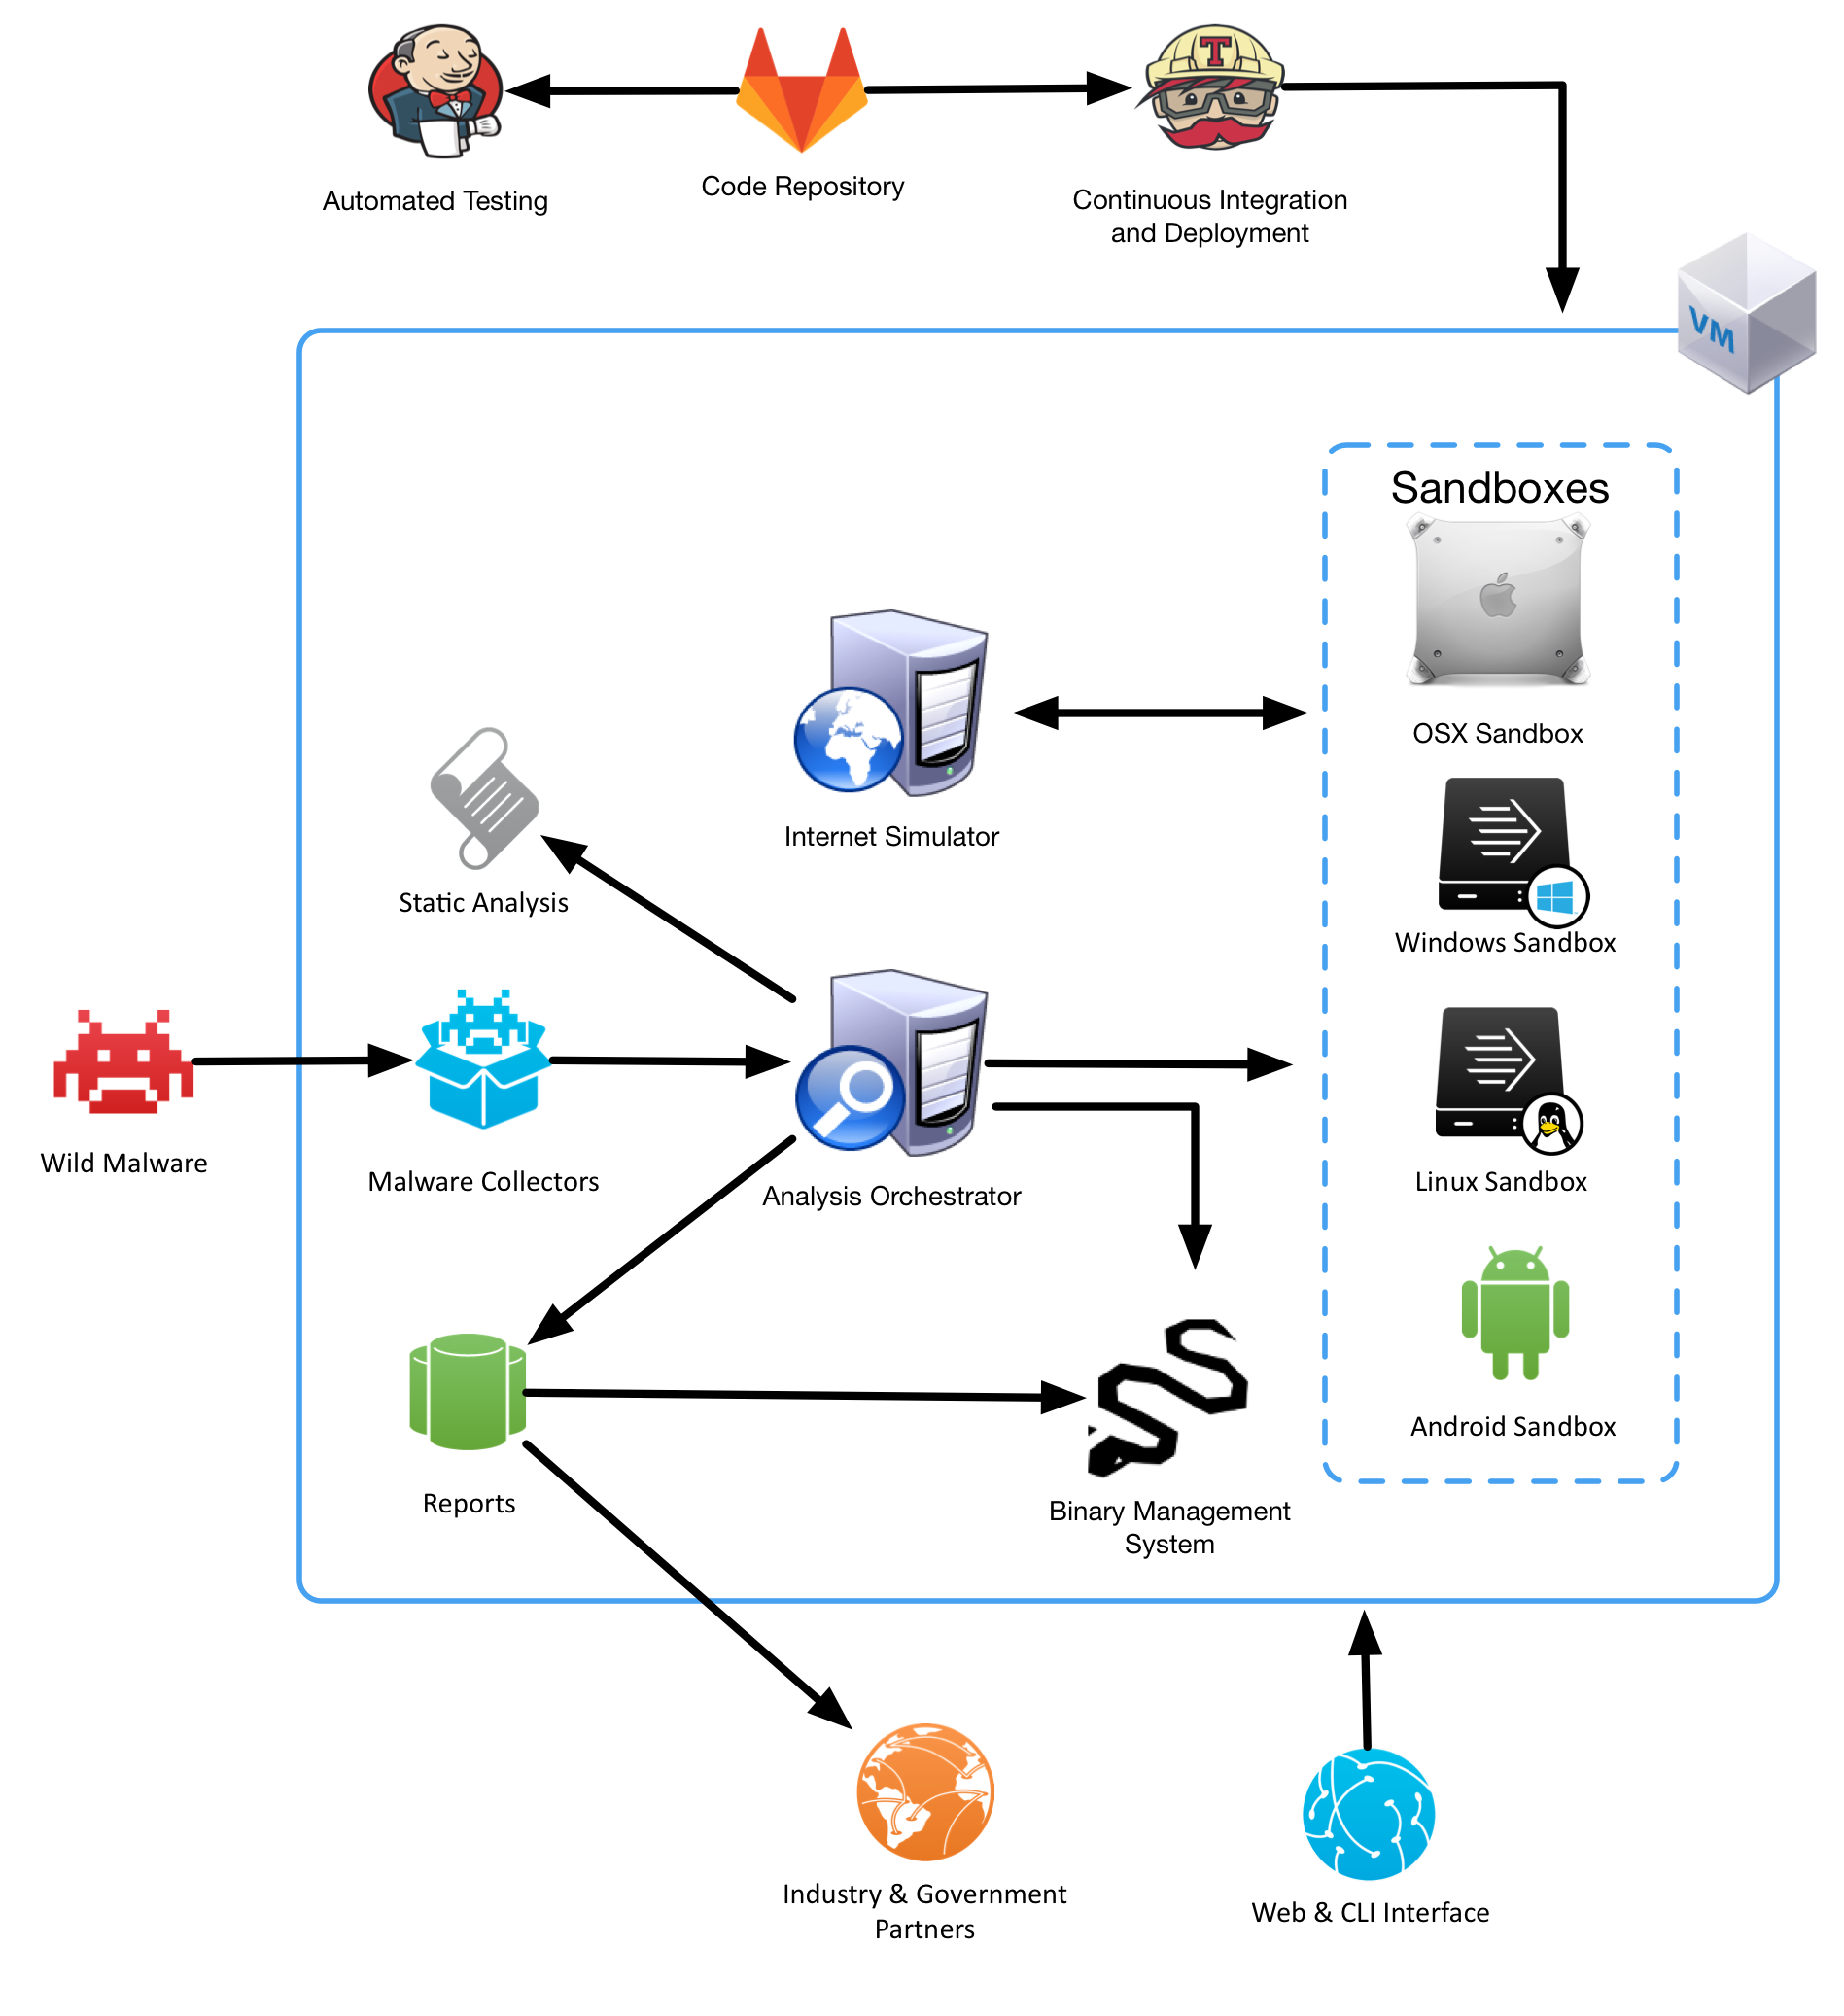 Automated Testing
Code Repository
Continuous Integration
and Deployment
T
VM
Sandboxes
OSX Sandbox
Internet Simulator
Static Analysis
Windows Sandbox
Wild Malware
Malware Collectors
Analysis Orchestrator
Linux Sandbox
Android Sandbox
Reports
Binary Management
System
Industry & Government
Partners
Web & CLI Interface